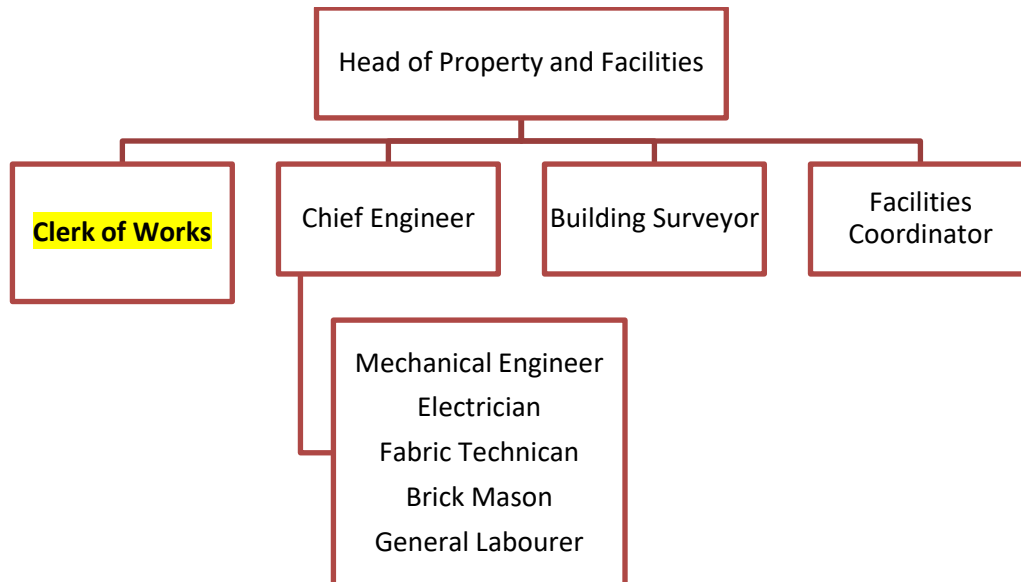 Head of Property and Facilities
Clerk of Works
Chief Engineer
Building Surveyor
Facilities
Coordinator
Mechanical Engineer
Electrician
Fabric Technican
Brick Mason
General Labourer